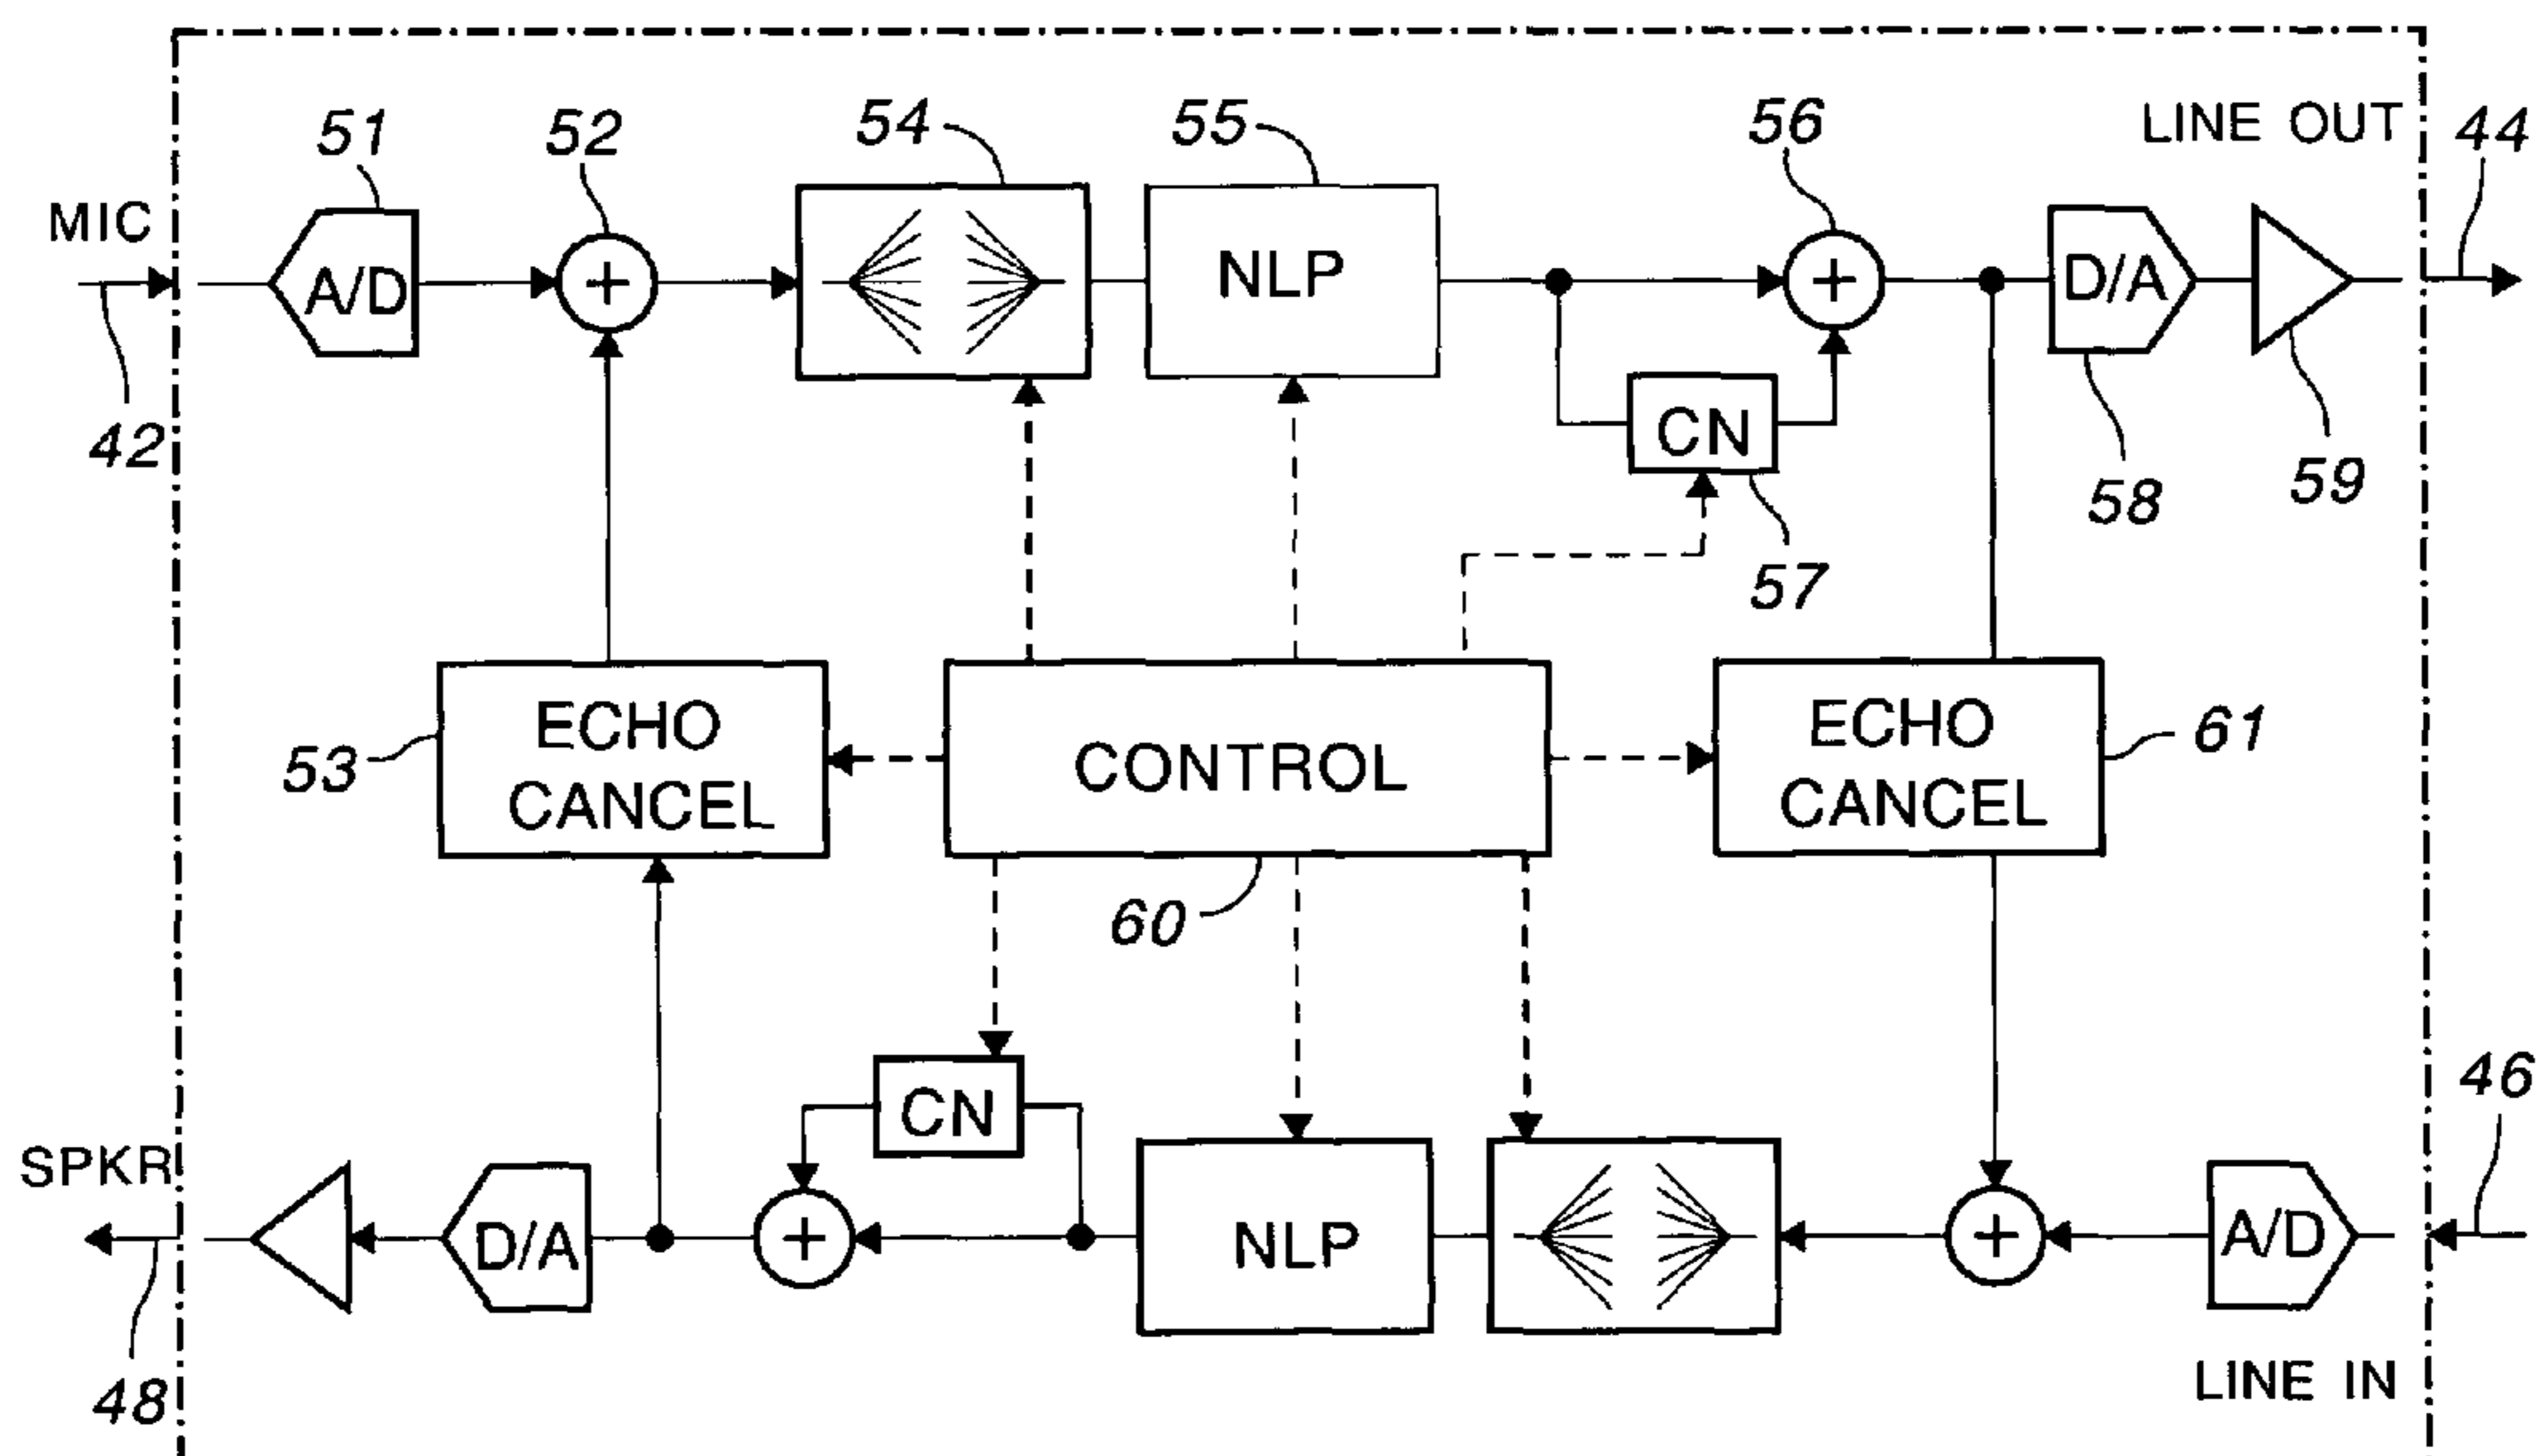 51
52
54
55
56
LINE OUT
44
MIC
A/D
+
NLP
+
D/A
42
CN
57
58
59
53
ECHO
CANCEL
CONTROL
60
ECHO
CANCEL
61
CN
46
SPKR
D/A
+
NLP
+
A/D
48
LINE IN